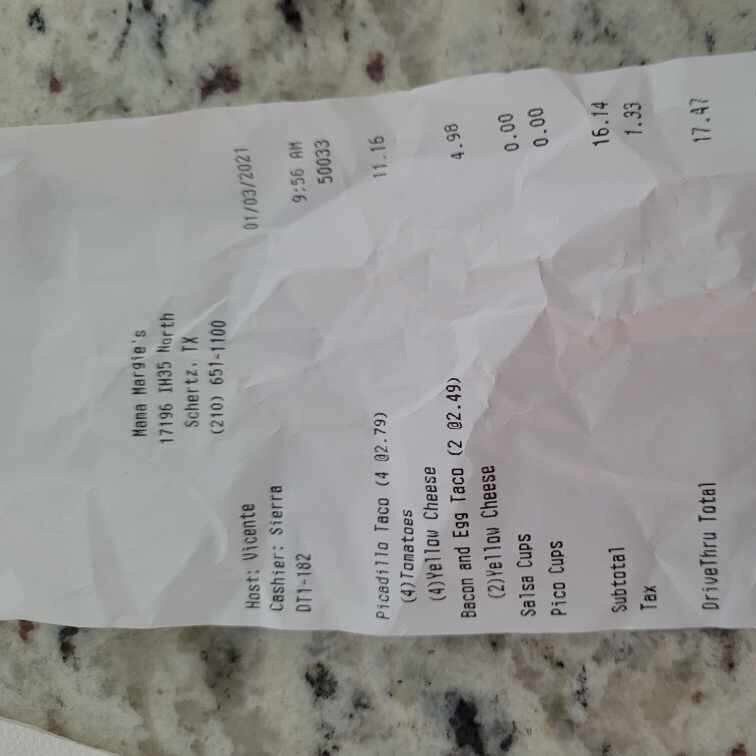 Mama Margie's
17196 IH35 North
Schertz, TX
(210) 651-1100
Host: Vicente 01/03/2021
Cashier: Sierra 9:56 AM
DT1-182 50033
Picadillo Taco (4 @2.79) 11.16
(4)Tomatoes
(4)Yellow Cheese
Bacon and Egg Taco (2 @2.49) 4.98
(2)Yellow Cheese
Salsa Cups 0.00
Pico Cups 0.00
Subtotal 16.14
Tax 1.33
DriveThru Total 17.47